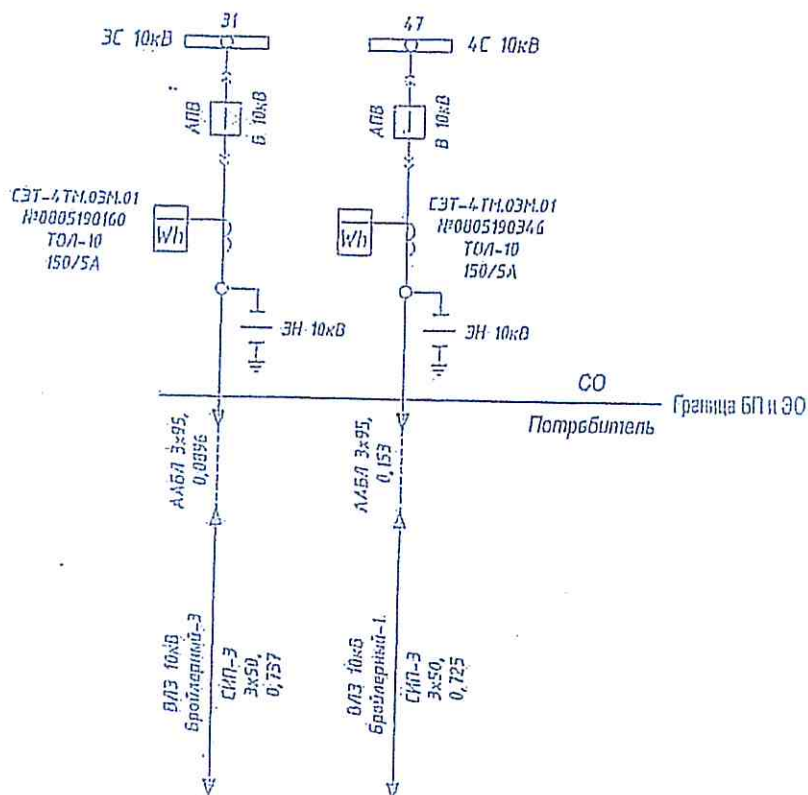 31
3С 10кВ
47
4С 10кВ
АПВ
В 10кВ
АПВ
В 10кВ
СЭТ-4ТМ.03М.01
№0805190160
ТОЛ-10
150/5А
Wh
СЭТ-4ТМ.03М.01
№0805190346
ТОЛ-10
150/5А
Wh
ЗН 10кВ
ЗН 10кВ
СО
Потребитель
Граница БП и ЭО
ААБЛ 3х95,
0,0896
ААБЛ 3х95,
0,153
ВЛЗ 10кВ
Бройлерный-3
СИП-3
3х50,
0,737
ВЛЗ 10кВ
Бройлерный-1.
СИП-3
3х50,
0,725